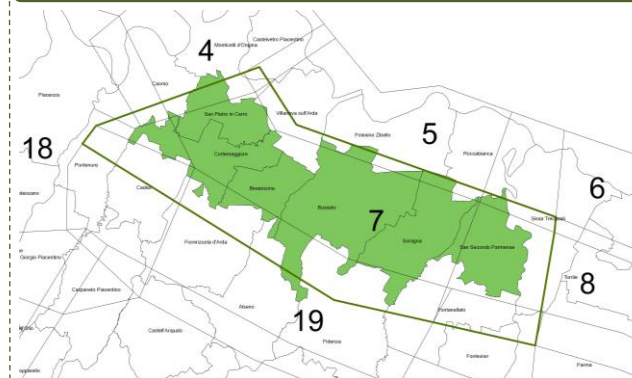 4
Monticelli d'Ongina
Castelvetro Piacentino
Caorso
Piacenza
San Pietro in Cerro
Villanova sull'Arda
5
Polesine Zibello
18
Roccabianca
Pontenure
Cortemaggiore
6
Cadeo
Besenzone
Busseto
7
Sissa Trecasali
Fiorenzuola d'Arda
Soragna
San Secondo Parmense
Giorgio Piacentino
8
Torrile
Carpaneto Piacentino
Alseno
19
Fontanellato
Castell'Arquato
Fidenza
Fontevivo
Parma